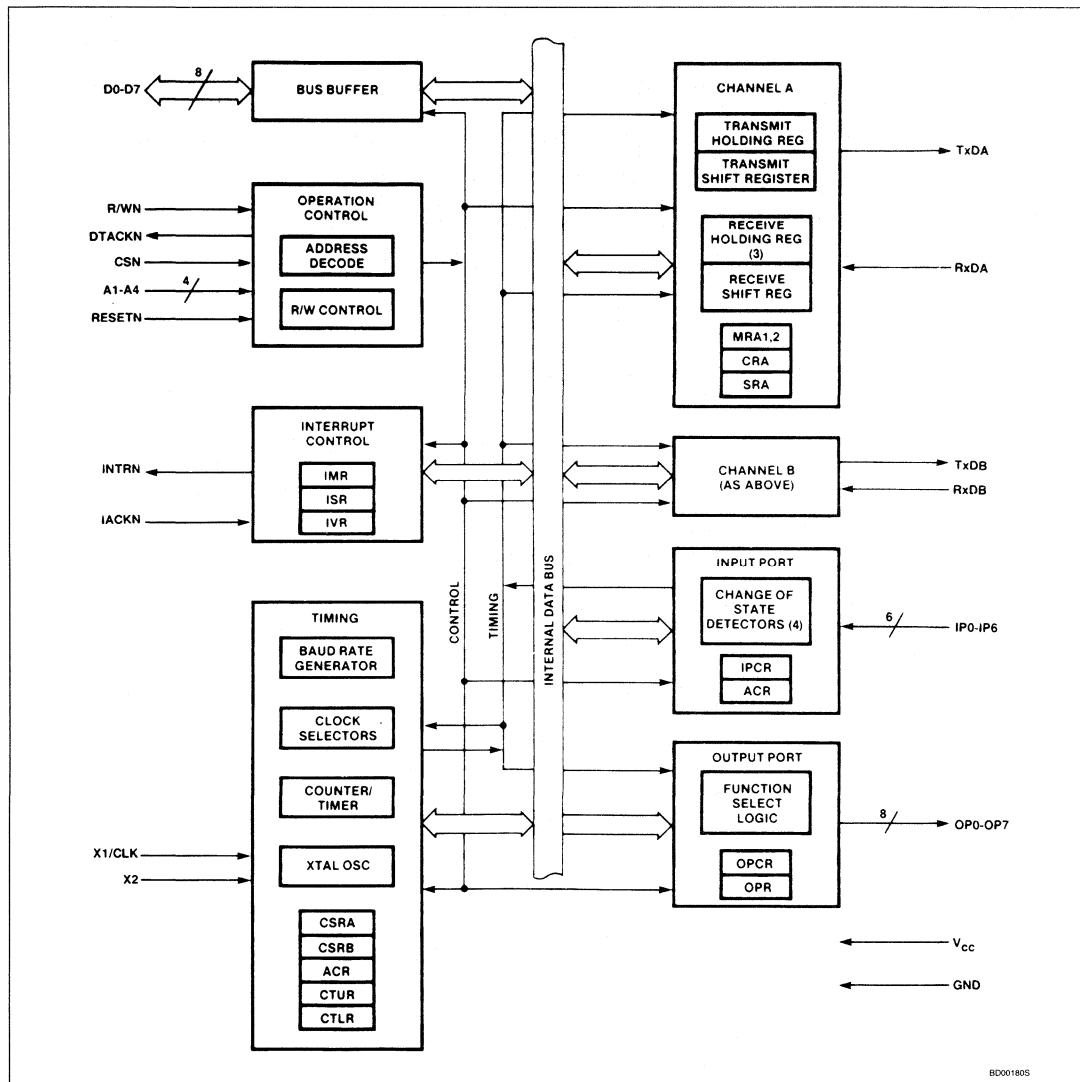 8
D0-D7
BUS BUFFER
R/WN
DTACKN
CSN
A1-A4
4
RESETN
OPERATION
CONTROL
ADDRESS
DECODE
R/W CONTROL
INTRN
IACKN
INTERRUPT
CONTROL
IMR
ISR
IVR
TIMING
BAUD RATE
GENERATOR
CLOCK
SELECTORS
COUNTER/
TIMER
XTAL OSC
X1/CLK
X2
CSRA
CSRB
ACR
CTUR
CTLR
CONTROL
TIMING
INTERNAL DATA BUS
CHANNEL A
TRANSMIT
HOLDING REG
TRANSMIT
SHIFT REGISTER
RECEIVE
HOLDING REG
(3)
RECEIVE
SHIFT REG
MRA1,2
CRA
SRA
TxDA
RxDA
CHANNEL B
(AS ABOVE)
TxDB
RxDB
INPUT PORT
CHANGE OF
STATE
DETECTORS (4)
IPCR
ACR
6
IP0-IP6
OUTPUT PORT
FUNCTION
SELECT
LOGIC
OPCR
OPR
8
OP0-OP7
VCC
GND
BD00180S